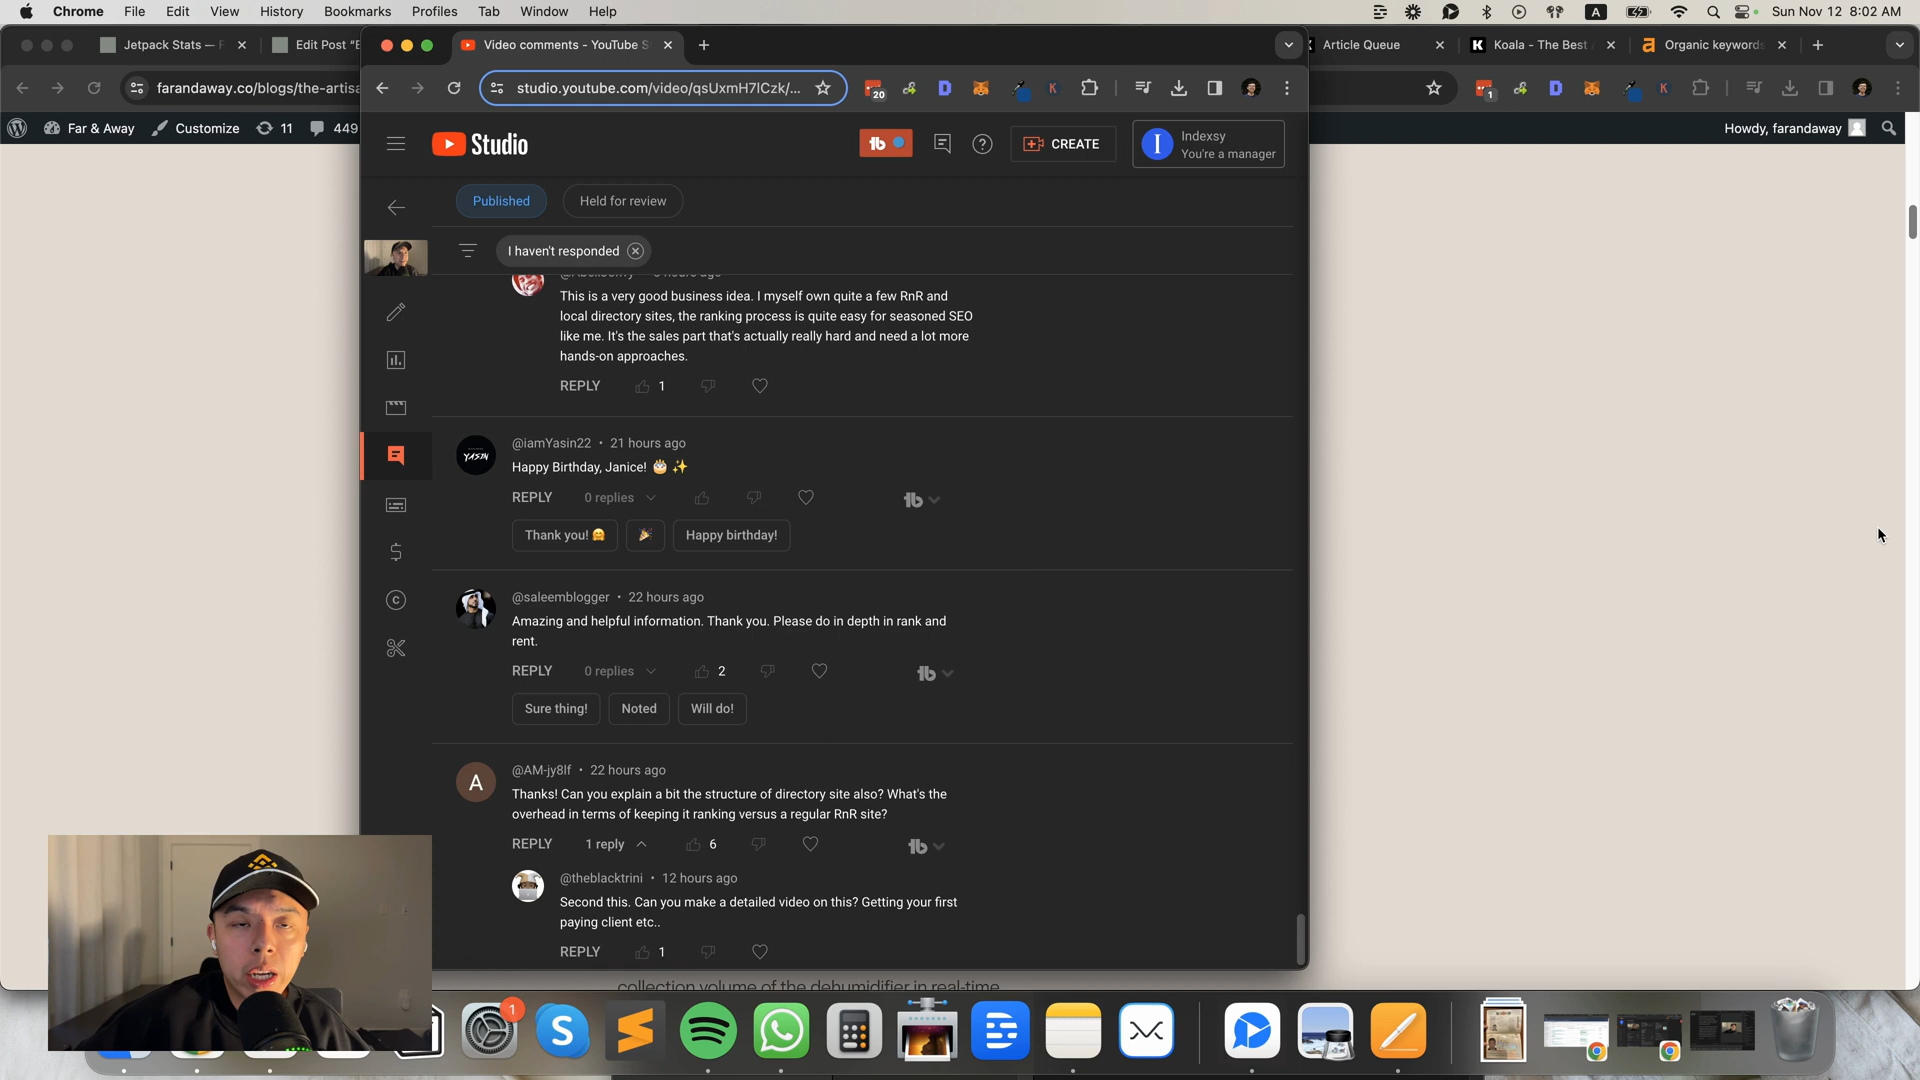 Chrome File Edit View History Bookmarks Profiles Tab Window Help
A Sun Nov 12 8:02 AM
Jetpack Stats — F
Edit Post “E
Video comments - YouTube S
Article Queue
K Koala - The Best
Organic keywords
farandaway.co/blogs/the-artisa
studio.youtube.com/video/qsUxmH7lCzk/...
20
D
K
1
D
K
Far & Away Customize 11 449
Howdy, farandaway
Studio
CREATE
I
Indexsy
You're a manager
Published
Held for review
I haven't responded
This is a very good business idea. I myself own quite a few RnR and
local directory sites, the ranking process is quite easy for seasoned SEO
like me. It's the sales part that's actually really hard and need a lot more
hands-on approaches.
REPLY 1
YASIN
@iamYasin22 • 21 hours ago
Happy Birthday, Janice! 🎂 ✨
REPLY 0 replies
Thank you! 🤗
🎉
Happy birthday!
@saleemblogger • 22 hours ago
Amazing and helpful information. Thank you. Please do in depth in rank and
rent.
REPLY 0 replies 2
Sure thing!
Noted
Will do!
A
@AM-jy8lf • 22 hours ago
Thanks! Can you explain a bit the structure of directory site also? What's the
overhead in terms of keeping it ranking versus a regular RnR site?
REPLY 1 reply 6
@theblacktrini • 12 hours ago
Second this. Can you make a detailed video on this? Getting your first
paying client etc..
REPLY 1
collection volume of the dehumidifier in real-time
1